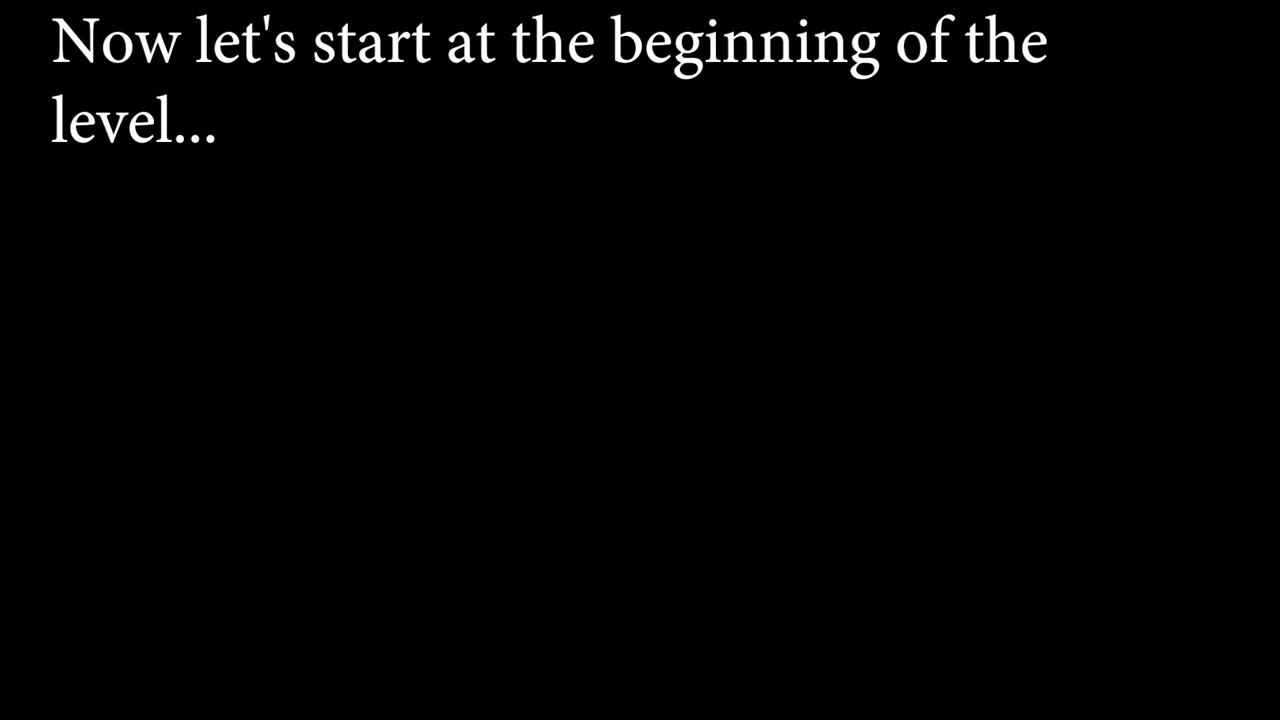 Now let's start at the beginning of the
level...